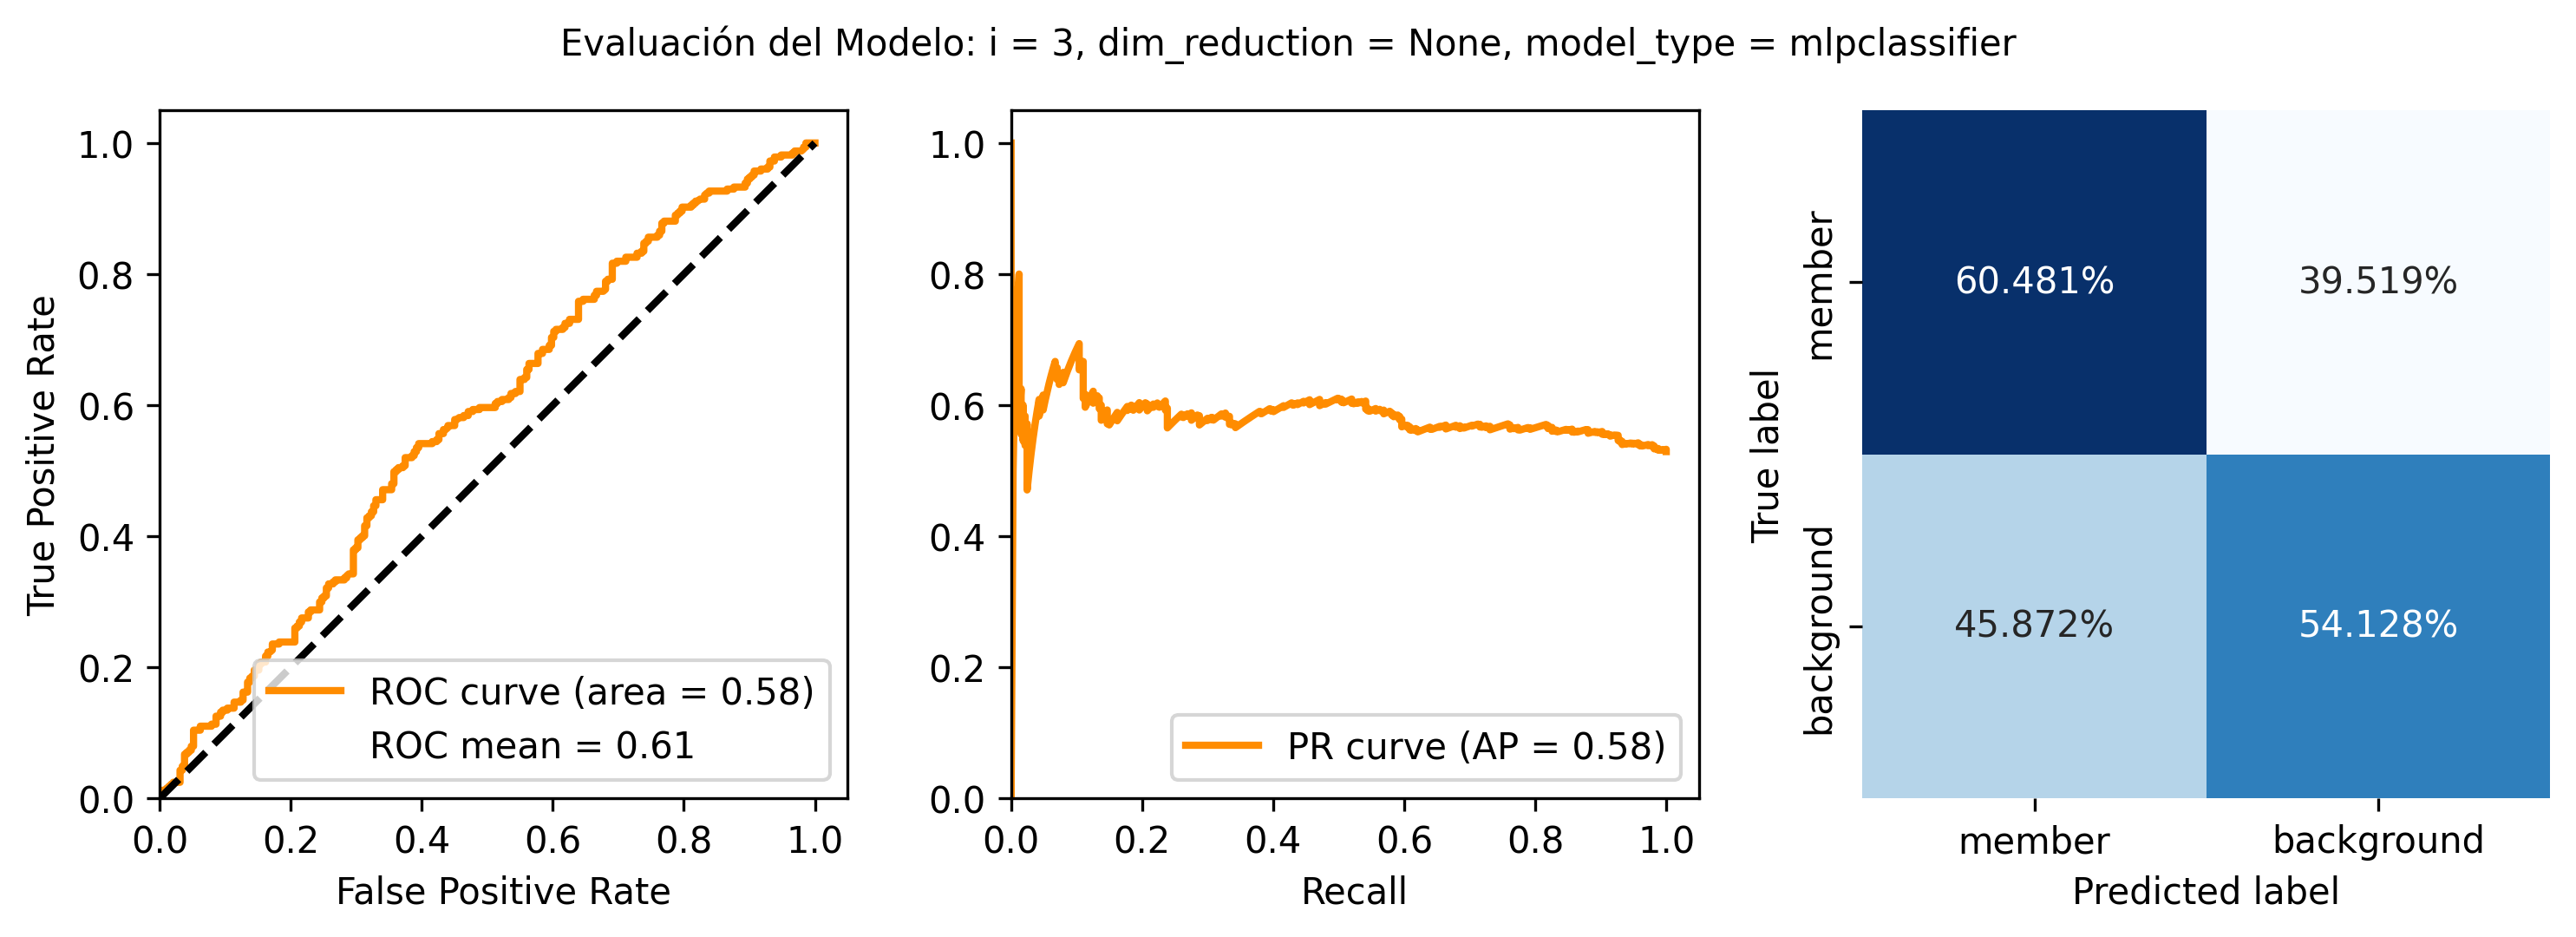 Evaluación del Modelo: i = 3, dim_reduction = None, model_type = mlpclassifier
True Positive Rate
1.0
0.8
0.6
0.4
0.2
0.0
0.0 0.2 0.4 0.6 0.8 1.0
False Positive Rate
ROC curve (area = 0.58)
ROC mean = 0.61
1.0
0.8
0.6
0.4
0.2
0.0
0.0 0.2 0.4 0.6 0.8 1.0
Recall
PR curve (AP = 0.58)
True label
member
background
60.481% 39.519%
45.872% 54.128%
member background
Predicted label